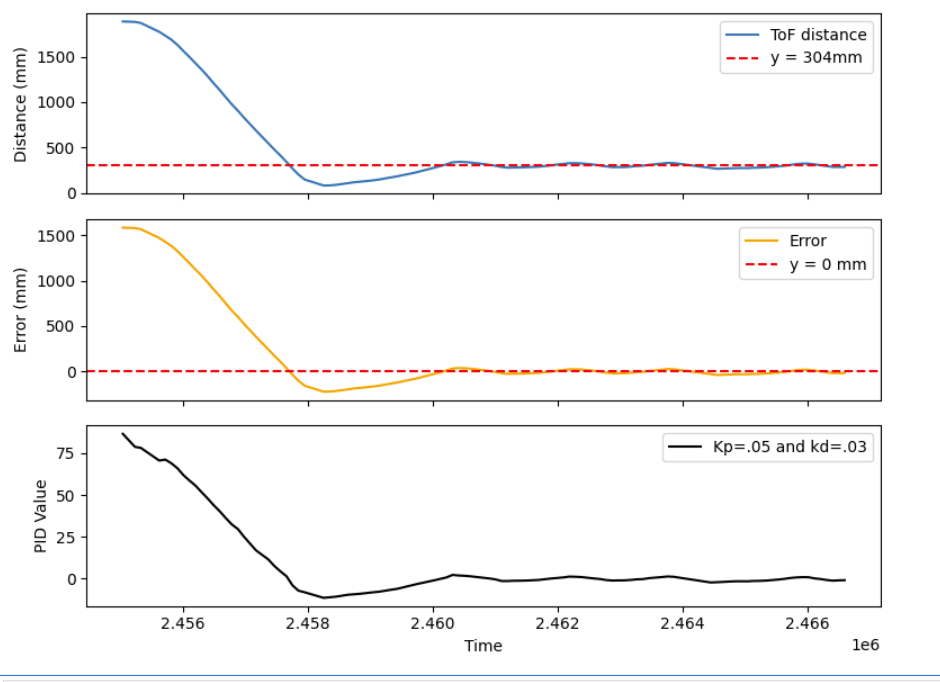 Distance (mm)
1500
1000
500
0
ToF distance
y = 304mm
Error (mm)
1500
1000
500
0
Error
y = 0 mm
PID Value
75
50
25
0
Kp=.05 and kd=.03
2.456 2.458 2.460 2.462 2.464 2.466
Time
1e6